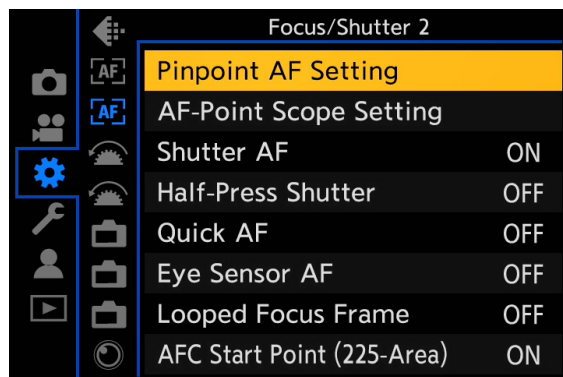 Focus/Shutter 2
AF
Pinpoint AF Setting
AF
AF-Point Scope Setting
Shutter AF ON
Half-Press Shutter OFF
Quick AF OFF
Eye Sensor AF OFF
Looped Focus Frame OFF
AFC Start Point (225-Area) ON